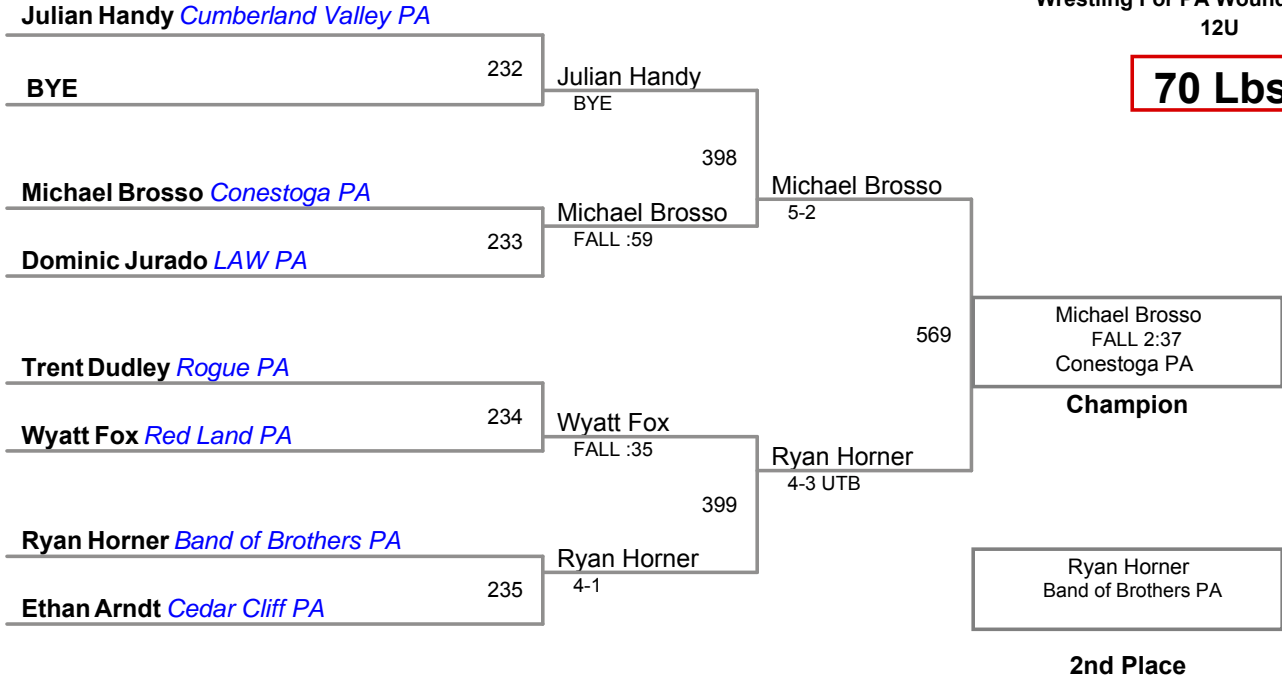 Julian Handy Cumberland Valley PA
Wrestling For PA Wound
12U
70 Lbs
232
BYE
Julian Handy
BYE
398
Michael Brosso Conestoga PA
Michael Brosso
5-2
Michael Brosso
FALL :59
233
Dominic Jurado LAW PA
569
Michael Brosso
FALL 2:37
Conestoga PA
Champion
Trent Dudley Rogue PA
234
Wyatt Fox Red Land PA
Wyatt Fox
FALL :35
Ryan Horner
4-3 UTB
399
Ryan Horner Band of Brothers PA
Ryan Horner
4-1
235
Ethan Arndt Cedar Cliff PA
Ryan Horner
Band of Brothers PA
2nd Place